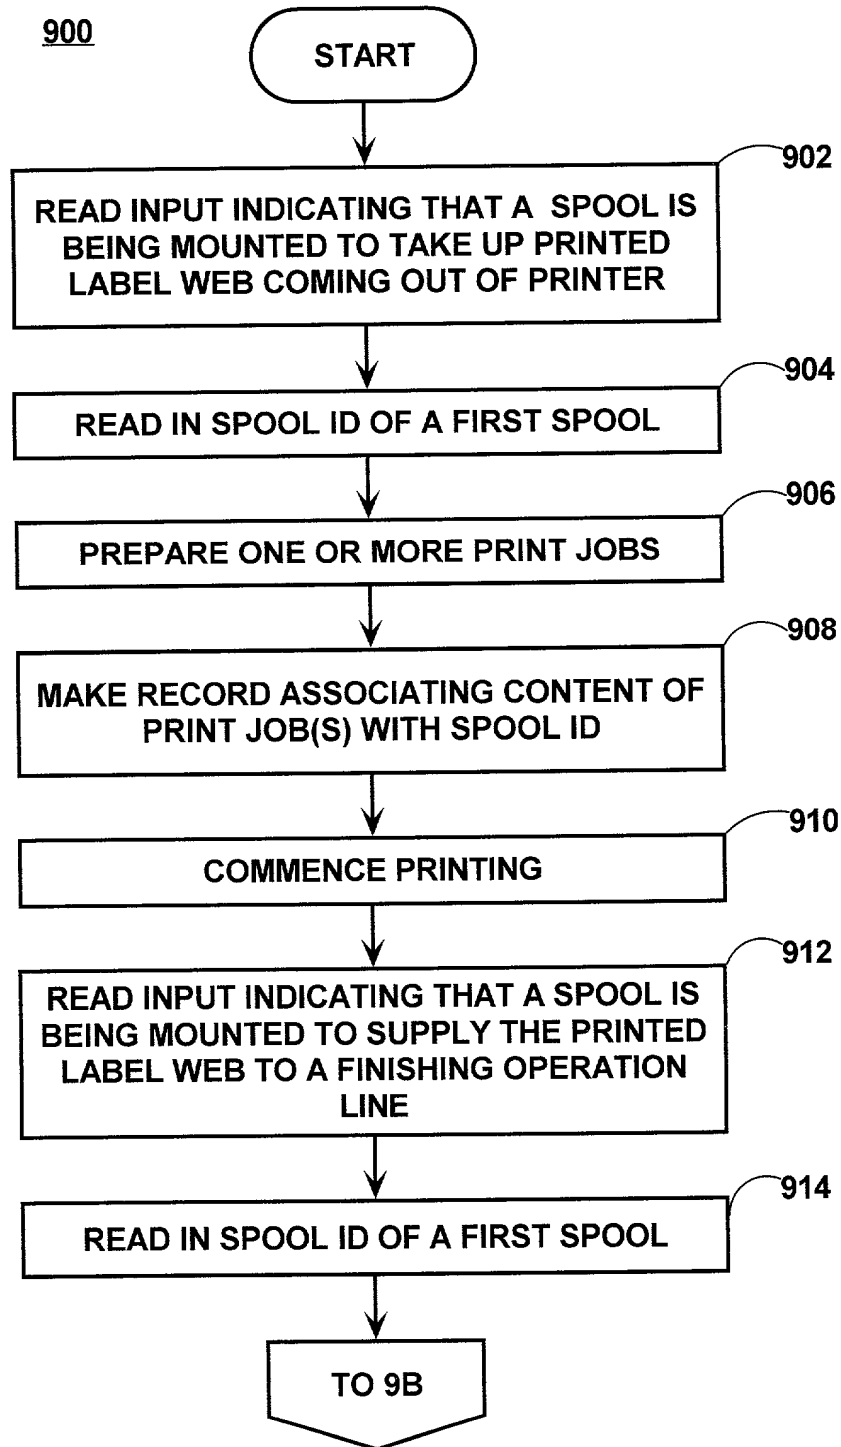 900
START
902
READ INPUT INDICATING THAT A SPOOL IS
BEING MOUNTED TO TAKE UP PRINTED
LABEL WEB COMING OUT OF PRINTER
904
READ IN SPOOL ID OF A FIRST SPOOL
906
PREPARE ONE OR MORE PRINT JOBS
908
MAKE RECORD ASSOCIATING CONTENT OF
PRINT JOB(S) WITH SPOOL ID
910
COMMENCE PRINTING
912
READ INPUT INDICATING THAT A SPOOL IS
BEING MOUNTED TO SUPPLY THE PRINTED
LABEL WEB TO A FINISHING OPERATION
LINE
914
READ IN SPOOL ID OF A FIRST SPOOL
TO 9B